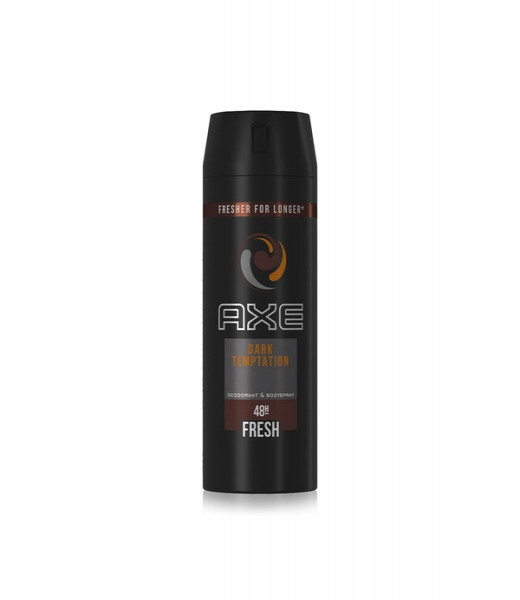 FRESHER FOR LONGER*
AXE
DARK
TEMPTATION
DEODORANT & BODYSPRAY
48H
FRESH